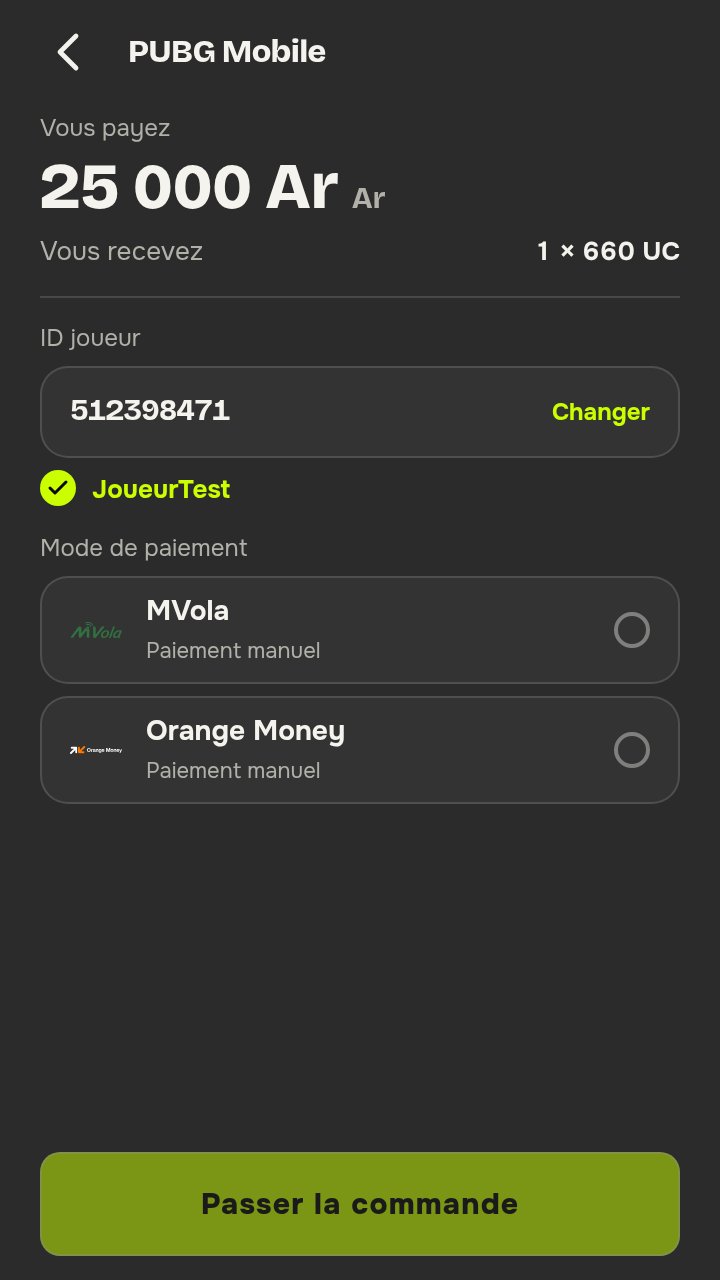 PUBG Mobile
Vous payez
25 000 Ar Ar
Vous recevez 1 × 660 UC
ID joueur
512398471 Changer
JoueurTest
Mode de paiement
MVola
MVola
Paiement manuel
Orange Money
Orange Money
Paiement manuel
Passer la commande